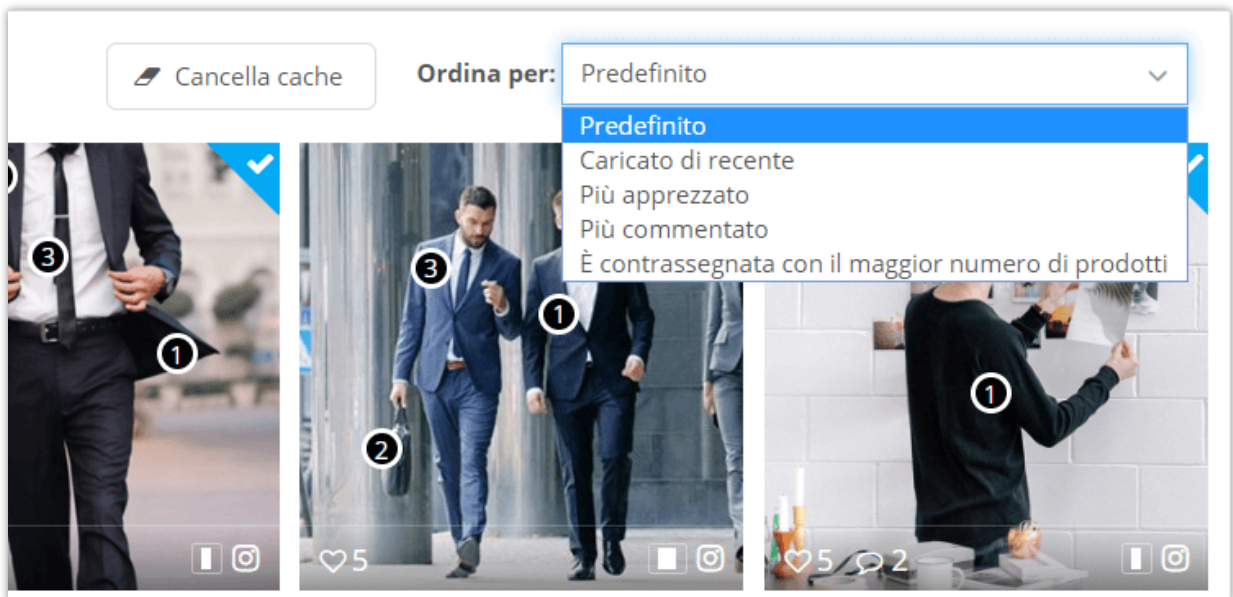 Cancella cache
Ordina per:
Predefinito
Predefinito
Caricato di recente
Più apprezzato
Più commentato
È contrassegnata con il maggior numero di prodotti
3
1
3
1
2
1
5
5
2